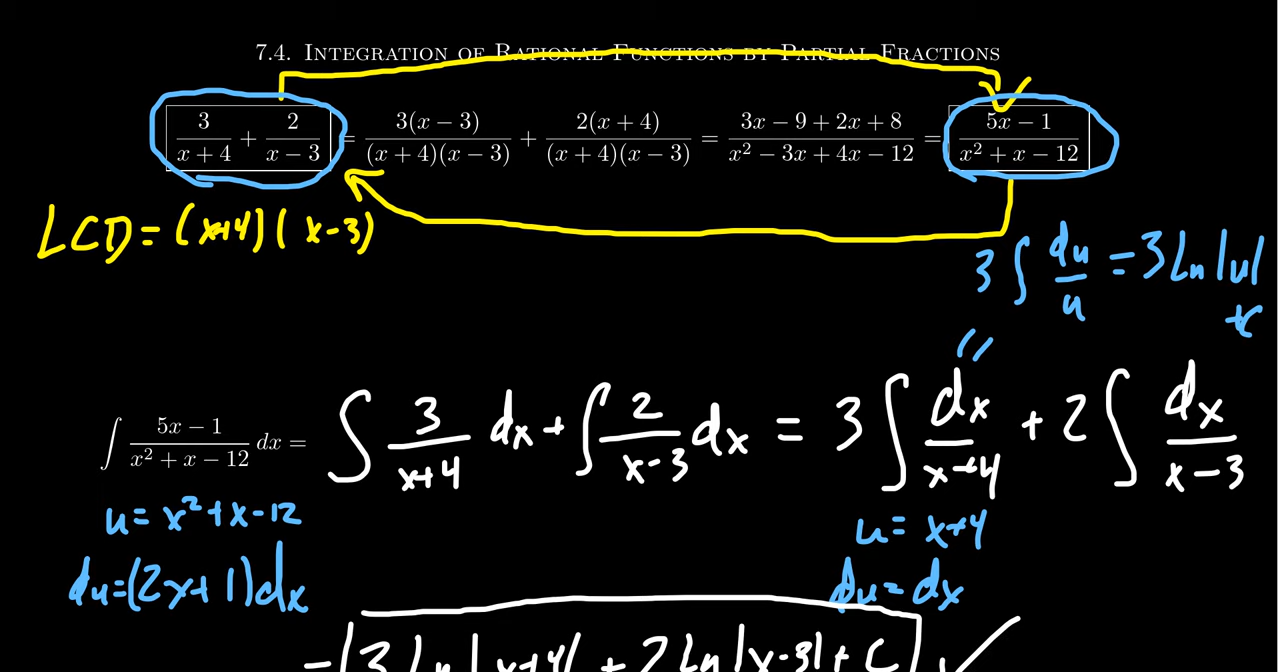 7.4. Integration of Rational Functions by Partial Fractions
3/(x + 4) + 2/(x − 3) = 3(x − 3)/((x + 4)(x − 3)) + 2(x + 4)/((x + 4)(x − 3)) = (3x − 9 + 2x + 8)/(x² − 3x + 4x − 12) = (5x − 1)/(x² + x − 12)
LCD = (x+4)(x−3)
3 ∫ du/u = 3 Ln |u|
+c
∫ (5x − 1)/(x² + x − 12) dx = ∫ 3/(x+4) dx + ∫ 2/(x−3) dx = 3 ∫ dx/(x+4) + 2 ∫ dx/(x−3)
u = x² + x − 12
u = x+4
du = (2x+1) dx
du = dx
= 3 Ln |x+4| + 2 Ln |x−3| + C